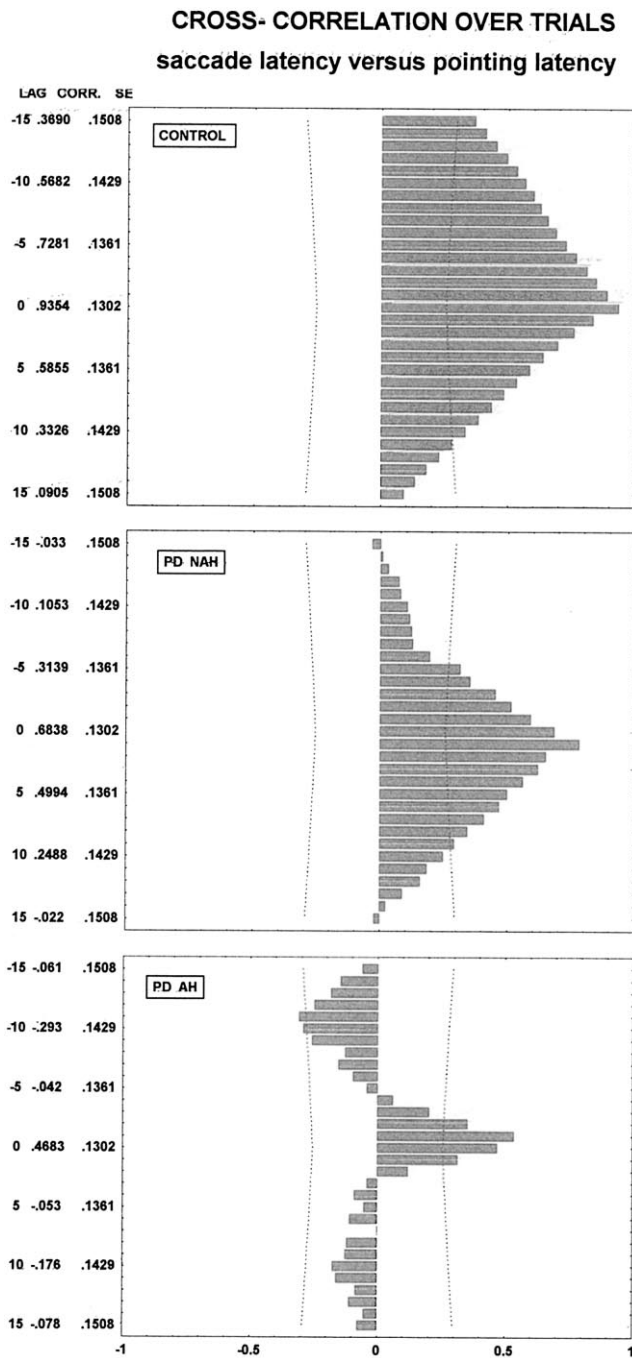 CROSS- CORRELATION OVER TRIALS
saccade latency versus pointing latency
LAG CORR. SE
-15 .3690 .1508
CONTROL
-10 .5682 .1429
-5 .7281 .1361
0 .9354 .1302
5 .5855 .1361
10 .3326 .1429
15 .0905 .1508
-15 -.033 .1508
PD NAH
-10 .1053 .1429
-5 .3139 .1361
0 .6838 .1302
5 .4994 .1361
10 .2488 .1429
15 -.022 .1508
-15 -.061 .1508
PD AH
-10 -.293 .1429
-5 -.042 .1361
0 .4683 .1302
5 -.053 .1361
10 -.176 .1429
15 -.078 .1508
-1 -0.5 0 0.5 1